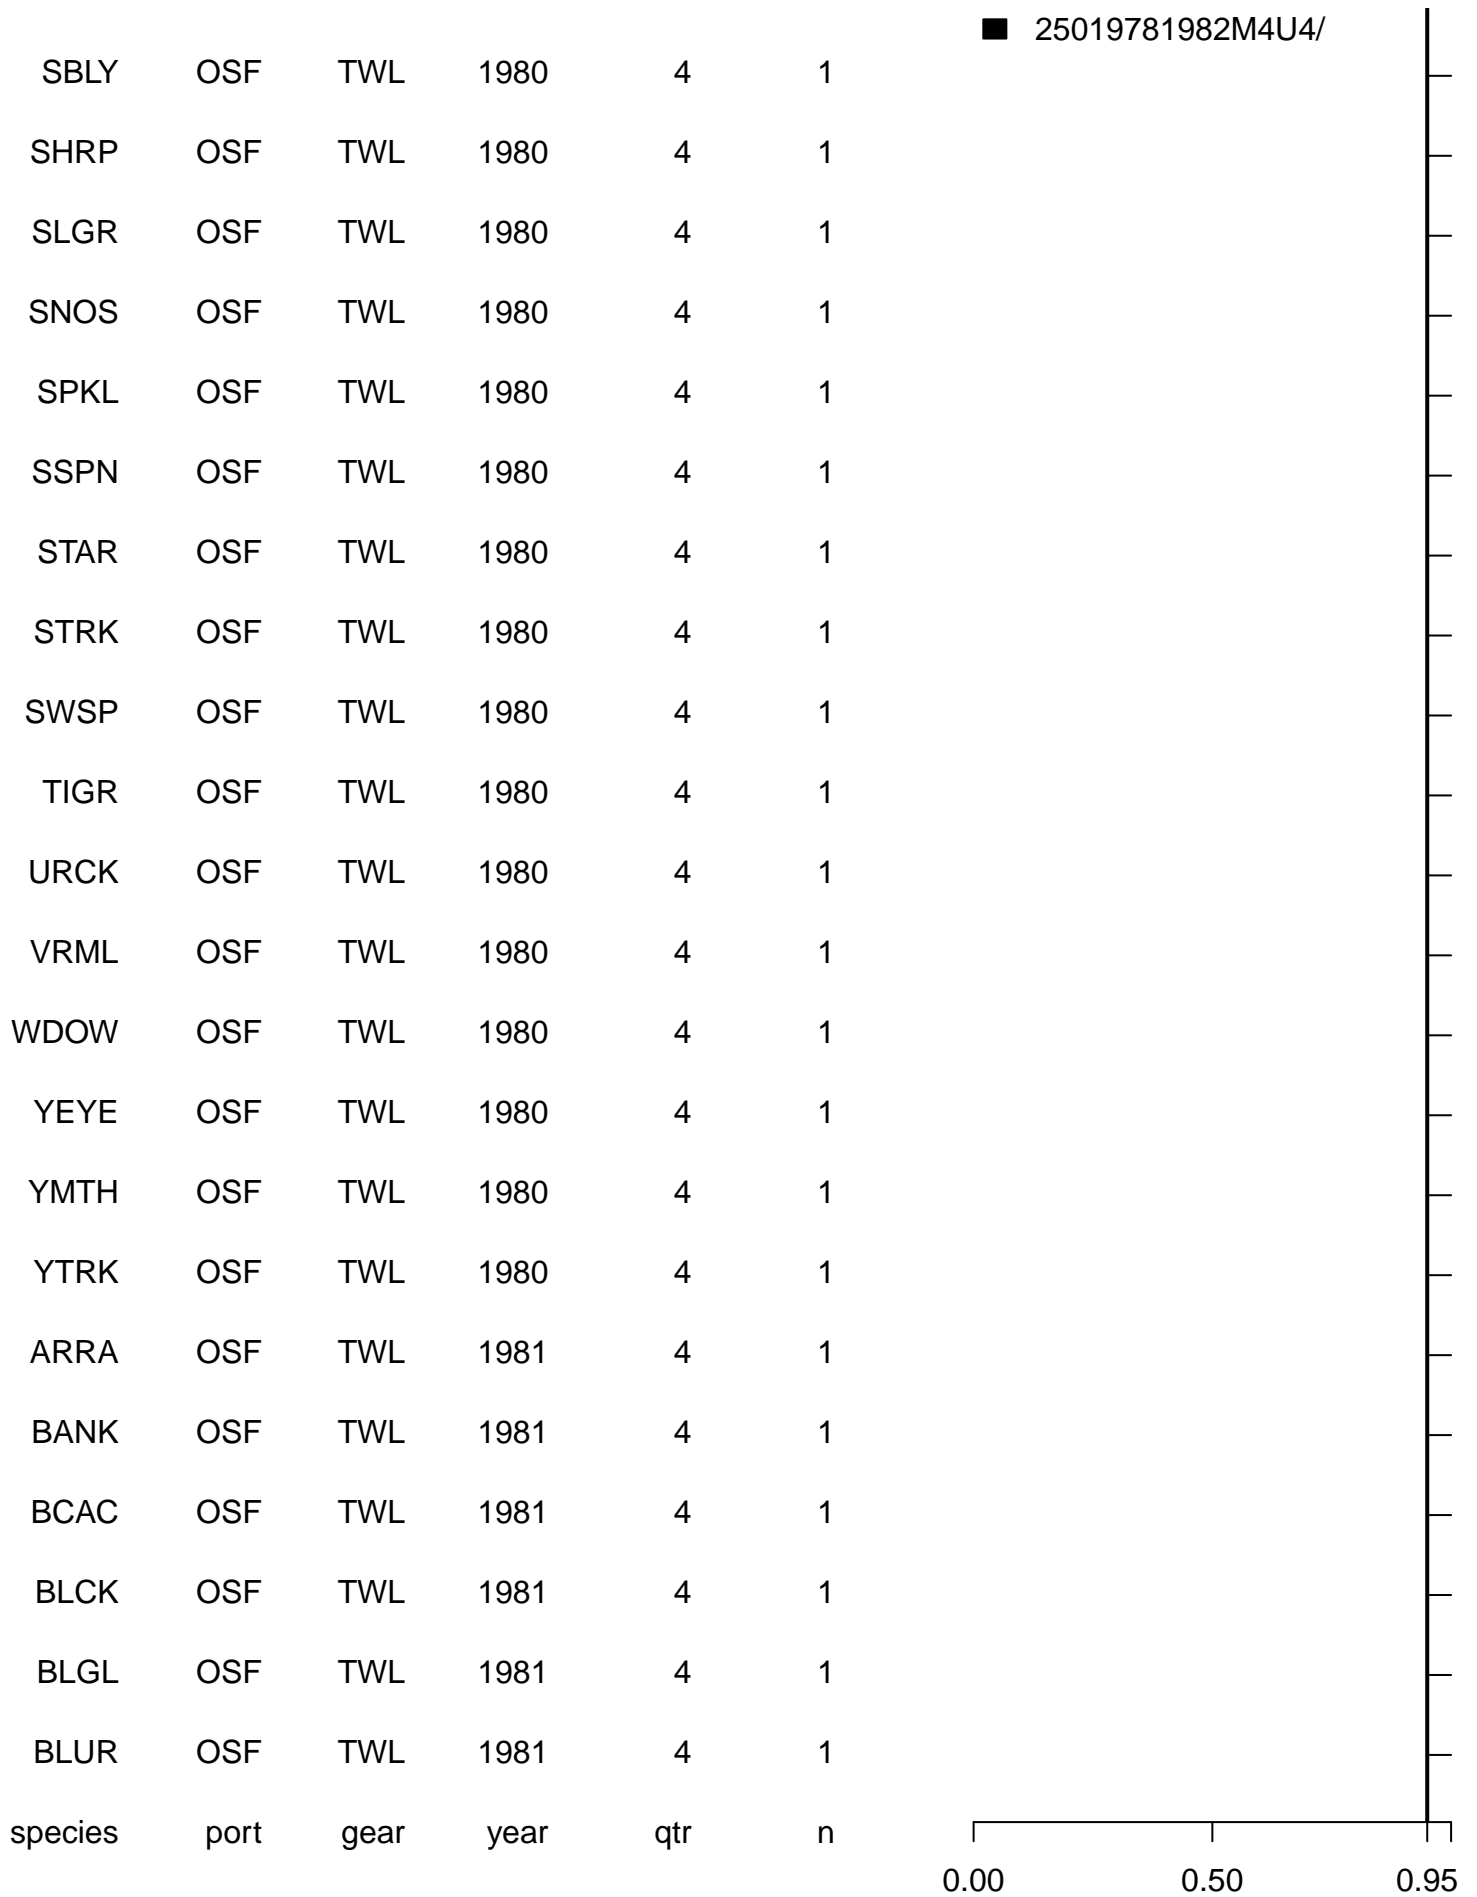 25019781982M4U4/
SBLY OSF TWL 1980 4 1
SHRP OSF TWL 1980 4 1
SLGR OSF TWL 1980 4 1
SNOS OSF TWL 1980 4 1
SPKL OSF TWL 1980 4 1
SSPN OSF TWL 1980 4 1
STAR OSF TWL 1980 4 1
STRK OSF TWL 1980 4 1
SWSP OSF TWL 1980 4 1
TIGR OSF TWL 1980 4 1
URCK OSF TWL 1980 4 1
VRML OSF TWL 1980 4 1
WDOW OSF TWL 1980 4 1
YEYE OSF TWL 1980 4 1
YMTH OSF TWL 1980 4 1
YTRK OSF TWL 1980 4 1
ARRA OSF TWL 1981 4 1
BANK OSF TWL 1981 4 1
BCAC OSF TWL 1981 4 1
BLCK OSF TWL 1981 4 1
BLGL OSF TWL 1981 4 1
BLUR OSF TWL 1981 4 1
species port gear year qtr n
0.00 0.50 0.95